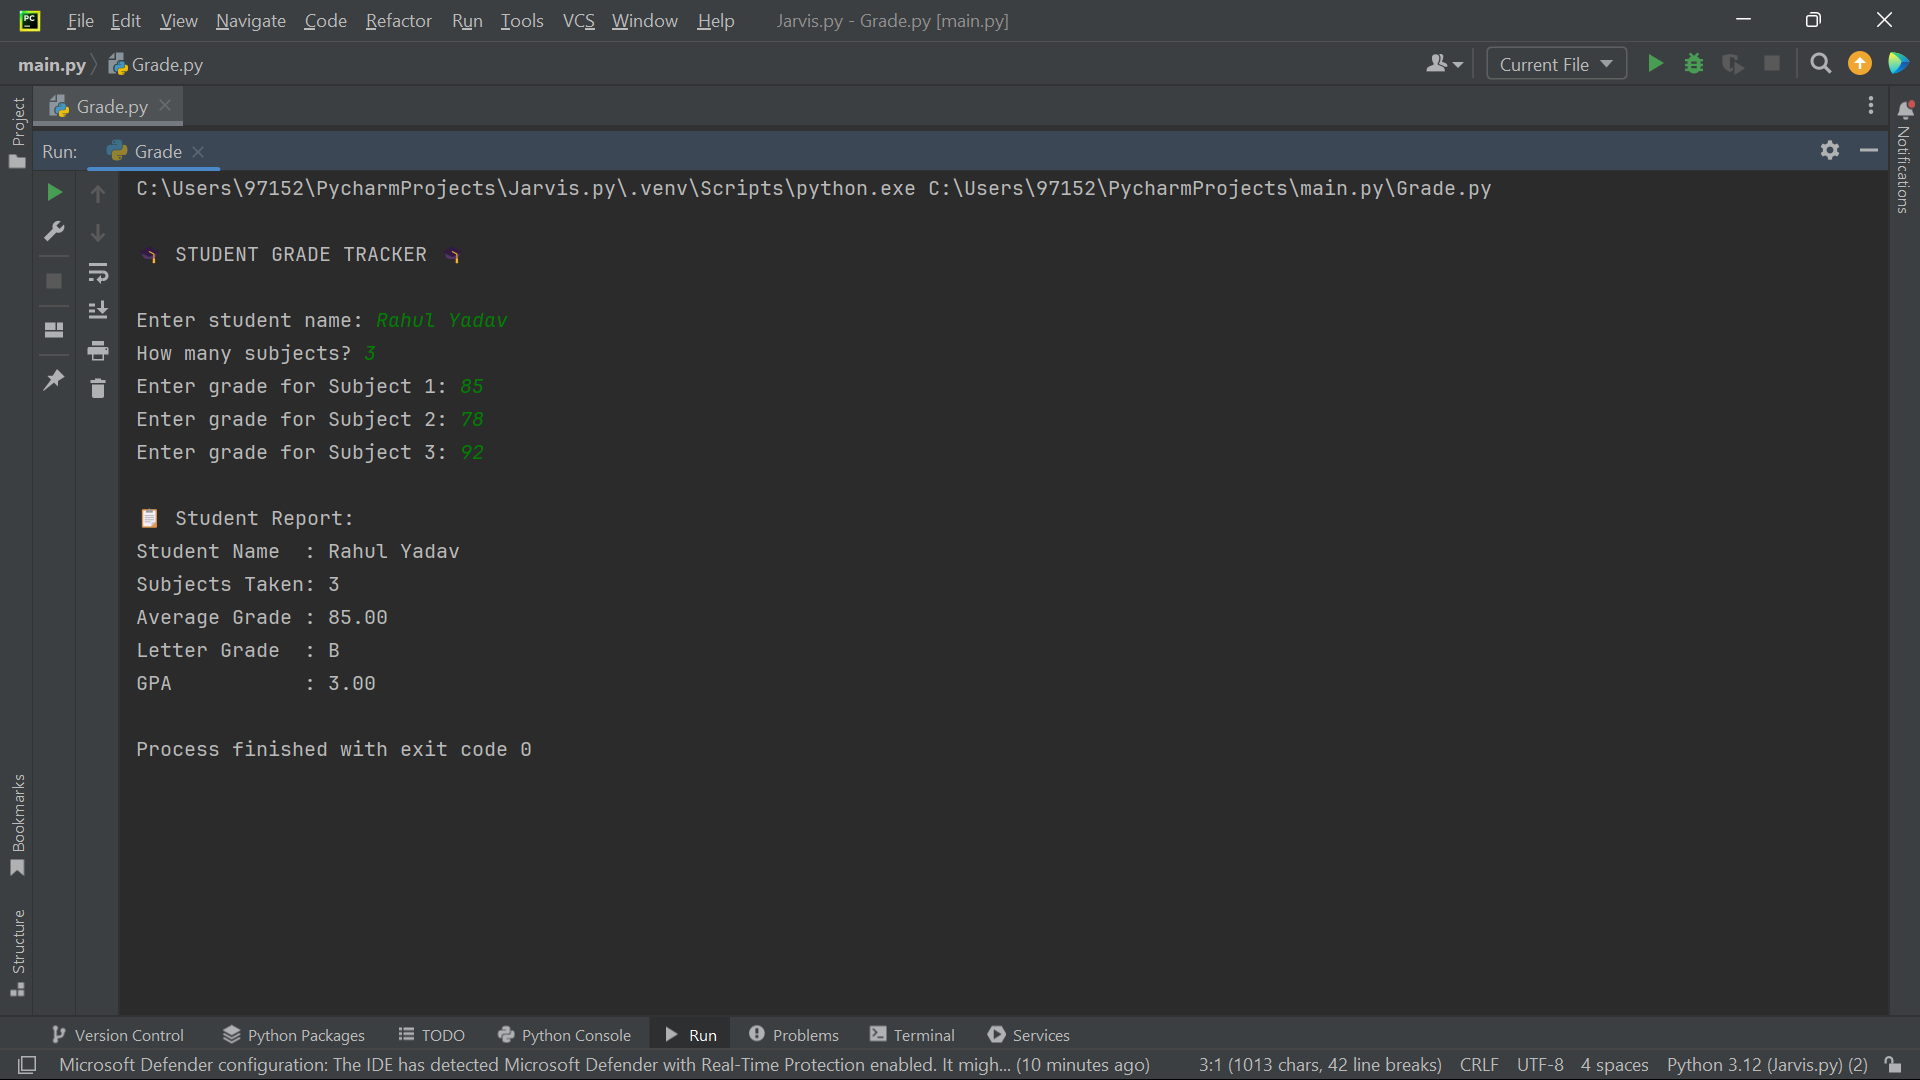 File Edit View Navigate Code Refactor Run Tools VCS Window Help Jarvis.py - Grade.py [main.py]
main.py Grade.py Current File
Project
Grade.py
Notifications
Run: Grade
C:\Users\97152\PycharmProjects\Jarvis.py\.venv\Scripts\python.exe C:\Users\97152\PycharmProjects\main.py\Grade.py
🎓 STUDENT GRADE TRACKER 🎓
Enter student name: Rahul Yadav
How many subjects? 3
Enter grade for Subject 1: 85
Enter grade for Subject 2: 78
Enter grade for Subject 3: 92
📋 Student Report:
Student Name  : Rahul Yadav
Subjects Taken: 3
Average Grade : 85.00
Letter Grade  : B
GPA           : 3.00
Process finished with exit code 0
Bookmarks
Structure
Version Control Python Packages TODO Python Console Run Problems Terminal Services
Microsoft Defender configuration: The IDE has detected Microsoft Defender with Real-Time Protection enabled. It migh... (10 minutes ago) 3:1 (1013 chars, 42 line breaks) CRLF UTF-8 4 spaces Python 3.12 (Jarvis.py) (2)